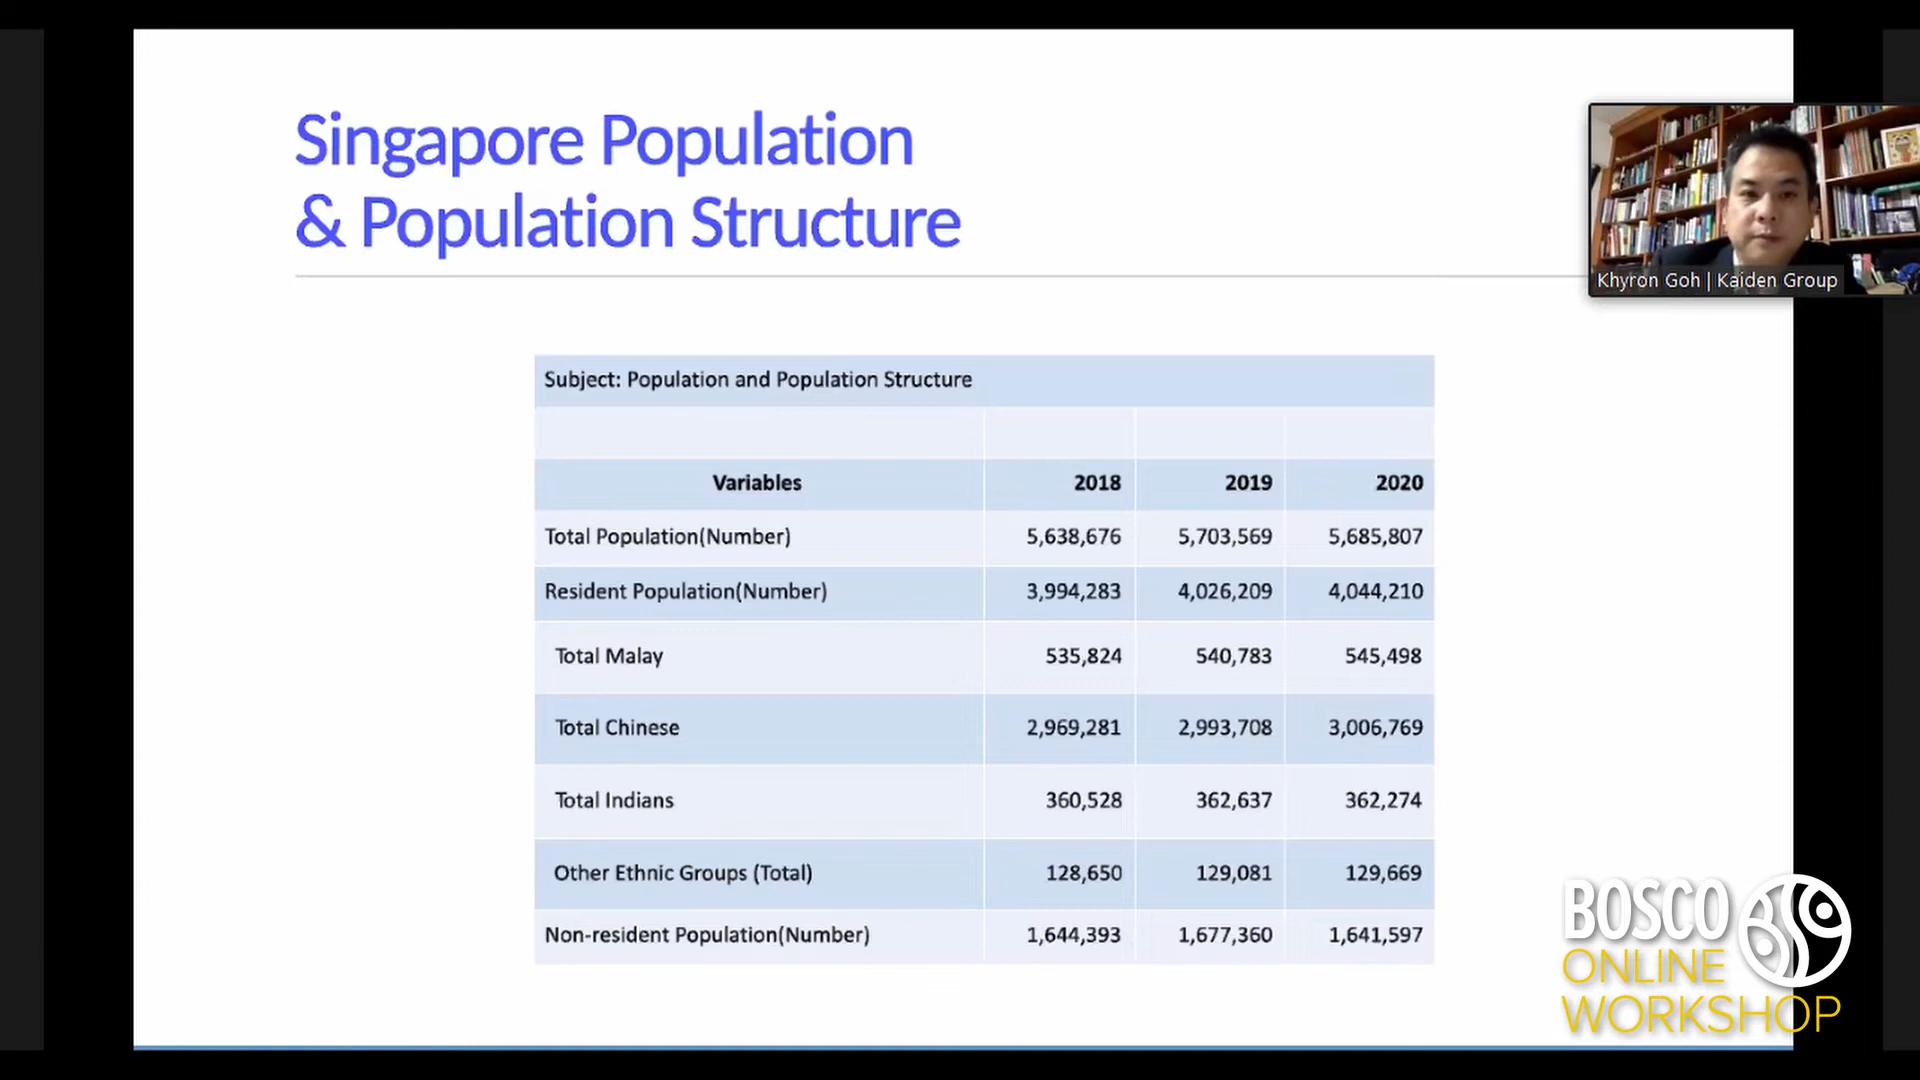 Singapore Population
& Population Structure
Khyron Goh | Kaiden Group
Subject: Population and Population Structure
Variables 2018 2019 2020
Total Population(Number) 5,638,676 5,703,569 5,685,807
Resident Population(Number) 3,994,283 4,026,209 4,044,210
Total Malay 535,824 540,783 545,498
Total Chinese 2,969,281 2,993,708 3,006,769
Total Indians 360,528 362,637 362,274
Other Ethnic Groups (Total) 128,650 129,081 129,669
Non-resident Population(Number) 1,644,393 1,677,360 1,641,597
BOSCO
ONLINE
WORKSHOP